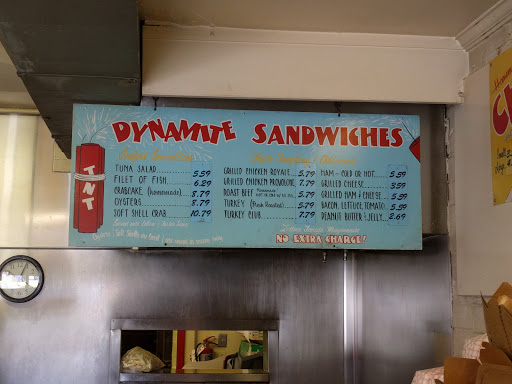 DYNAMITE SANDWICHES
TNT
TUNA SALAD 5.59
FILET OF FISH 6.29
CRABCAKE (homemade) 8.79
OYSTERS 8.79
SOFT SHELL CRAB 10.79
GRILLED CHICKEN ROYALE 5.79
GRILLED CHICKEN PROVOLONE 7.79
ROAST BEEF 5.79
TURKEY 5.79
TURKEY CLUB 7.79
HAM - COLD OR HOT 5.59
GRILLED CHEESE 3.59
GRILLED HAM & CHEESE 5.59
BACON LETTUCE TOMATO 5.59
PEANUT BUTTER & JELLY 2.69
NO EXTRA CHARGE!